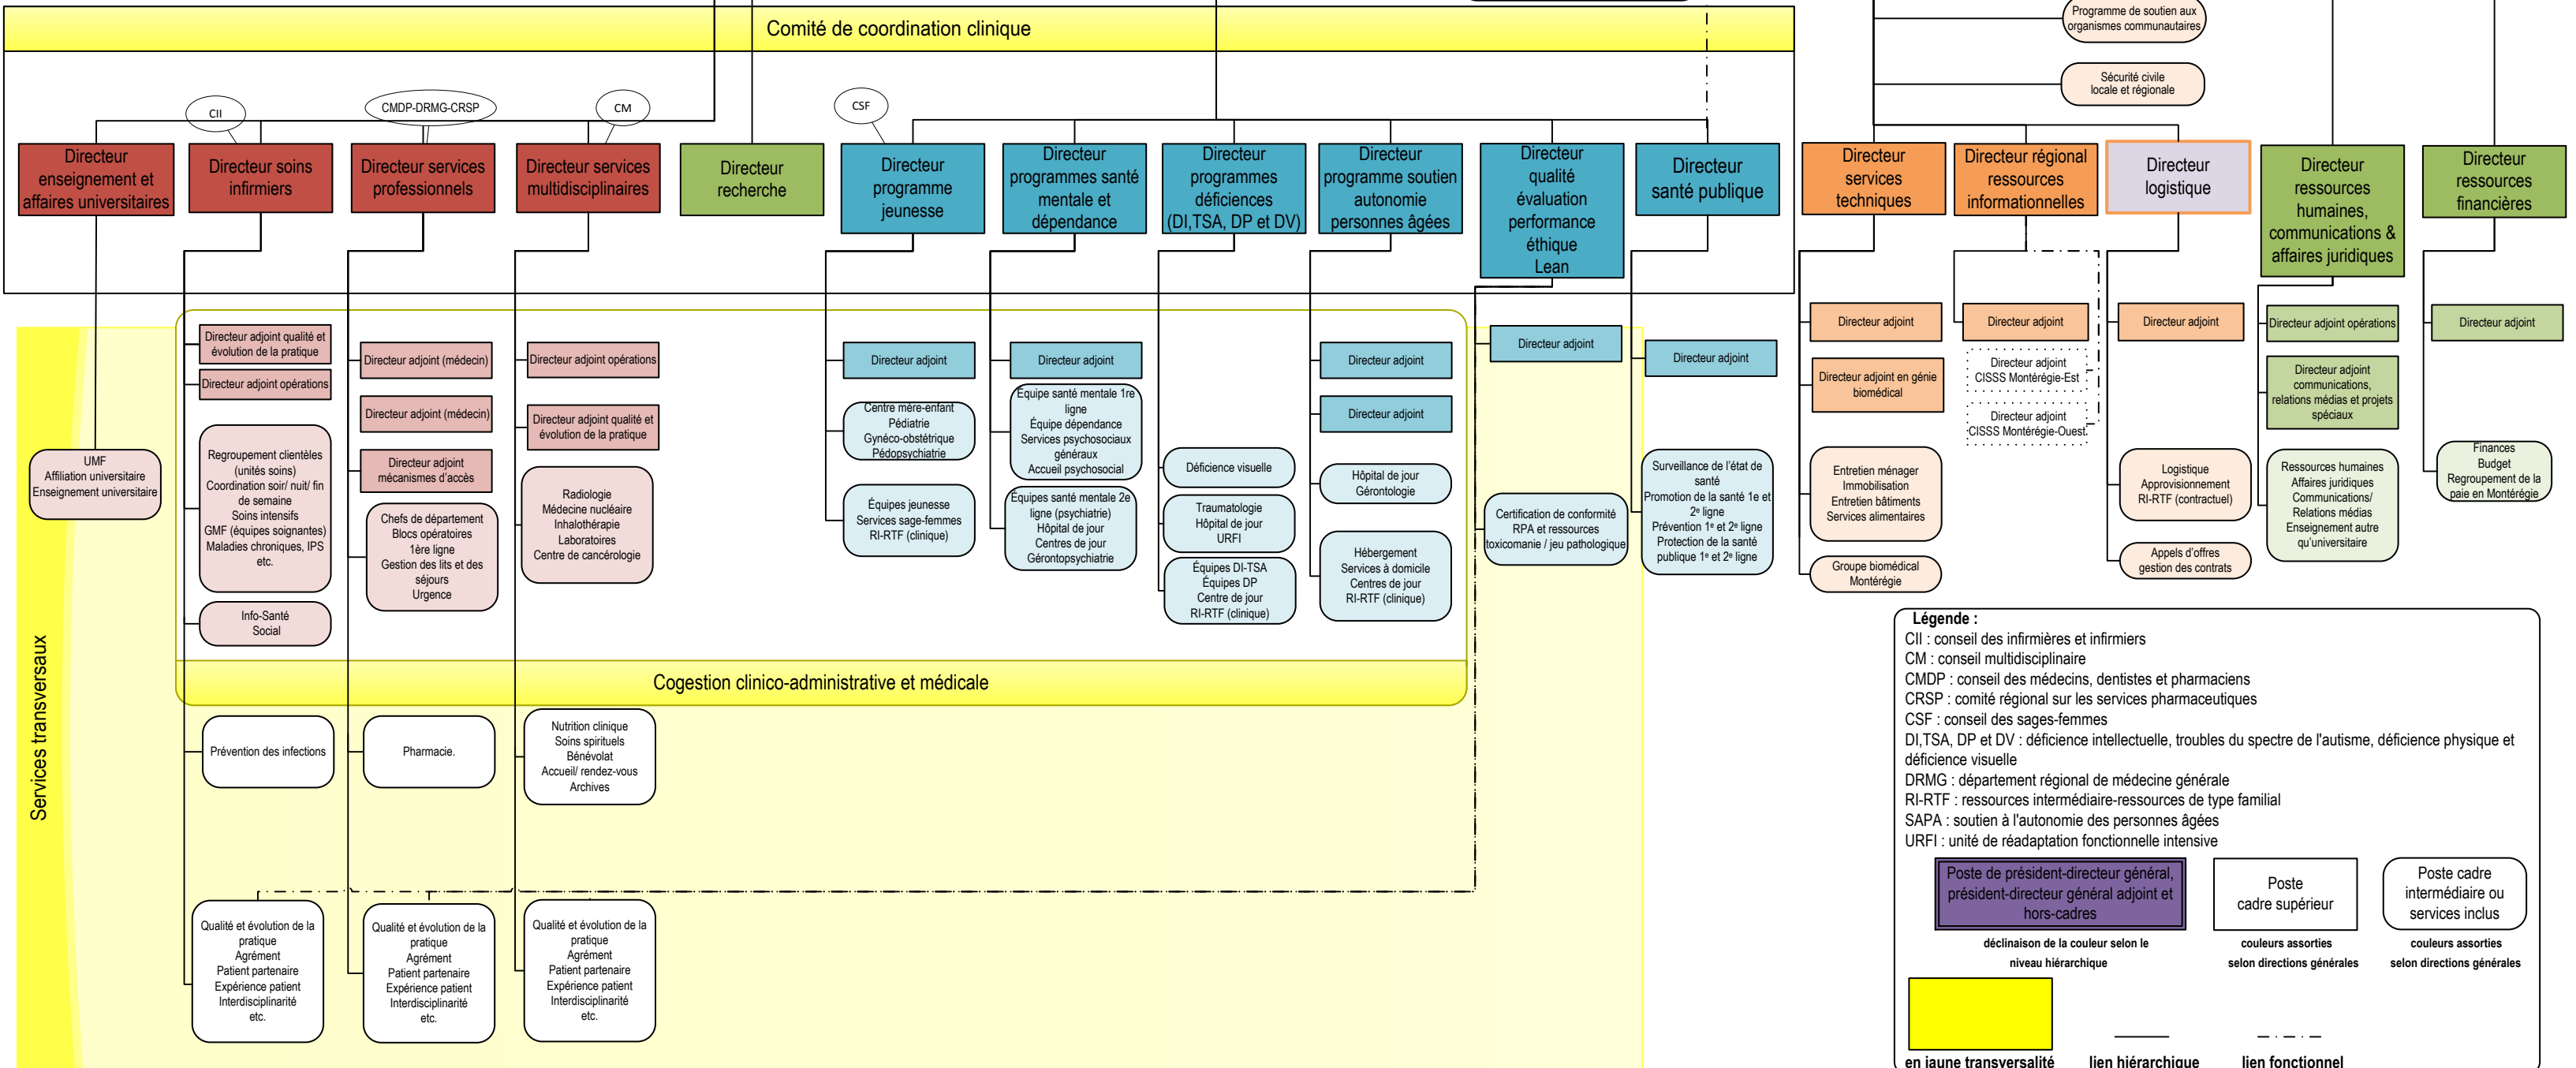 Comité de coordination clinique
Programme de soutien aux
organismes communautaires
Sécurité civile
locale et régionale
CII
CMDP-DRMG-CRSP
CM
CSF
Directeur
enseignement et
affaires universitaires
Directeur soins
infirmiers
Directeur services
professionnels
Directeur services
multidisciplinaires
Directeur
recherche
Directeur
programme
jeunesse
Directeur
programmes santé
mentale et
dépendance
Directeur
programmes
déficiences
(DI,TSA, DP et DV)
Directeur
programme soutien
autonomie
personnes âgées
Directeur
qualité
évaluation
performance
éthique
Lean
Directeur
santé publique
Directeur
services
techniques
Directeur régional
ressources
informationnelles
Directeur
logistique
Directeur
ressources
humaines,
communications &
affaires juridiques
Directeur
ressources
financières
Services transversaux
UMF
Affiliation universitaire
Enseignement universitaire
Directeur adjoint qualité et
évolution de la pratique
Directeur adjoint opérations
Regroupement clientèles
(unités soins)
Coordination soir/ nuit/ fin
de semaine
Soins intensifs
GMF (équipes soignantes)
Maladies chroniques, IPS
etc.
Info-Santé
Social
Directeur adjoint (médecin)
Directeur adjoint (médecin)
Directeur adjoint
mécanismes d'accès
Chefs de département
Blocs opératoires
1ère ligne
Gestion des lits et des
séjours
Urgence
Directeur adjoint opérations
Directeur adjoint qualité et
évolution de la pratique
Radiologie
Médecine nucléaire
Inhalothérapie
Laboratoires
Centre de cancérologie
Directeur adjoint
Centre mère-enfant
Pédiatrie
Gynéco-obstétrique
Pédopsychiatrie
Équipes jeunesse
Services sage-femmes
RI-RTF (clinique)
Directeur adjoint
Équipe santé mentale 1re
ligne
Équipe dépendance
Services psychosociaux
généraux
Accueil psychosocial
Équipes santé mentale 2e
ligne (psychiatrie)
Hôpital de jour
Centres de jour
Gérontopsychiatrie
Déficience visuelle
Traumatologie
Hôpital de jour
URFI
Équipes DI-TSA
Équipes DP
Centre de jour
RI-RTF (clinique)
Directeur adjoint
Directeur adjoint
Hôpital de jour
Gérontologie
Hébergement
Services à domicile
Centres de jour
RI-RTF (clinique)
Directeur adjoint
Certification de conformité
RPA et ressources
toxicomanie / jeu pathologique
Directeur adjoint
Surveillance de l'état de
santé
Promotion de la santé 1e et
2e ligne
Prévention 1e et 2e ligne
Protection de la santé
publique 1e et 2e ligne
Directeur adjoint
Directeur adjoint en génie
biomédical
Entretien ménager
Immobilisation
Entretien bâtiments
Services alimentaires
Groupe biomédical
Montérégie
Directeur adjoint
Directeur adjoint
CISSS Montérégie-Est
Directeur adjoint
CISSS Montérégie-Ouest
Directeur adjoint
Logistique
Approvisionnement
RI-RTF (contractuel)
Appels d'offres
gestion des contrats
Directeur adjoint opérations
Directeur adjoint
communications,
relations médias et projets
spéciaux
Ressources humaines
Affaires juridiques
Communications/
Relations médias
Enseignement autre
qu'universitaire
Directeur adjoint
Finances
Budget
Regroupement de la
paie en Montérégie
Cogestion clinico-administrative et médicale
Prévention des infections
Pharmacie.
Nutrition clinique
Soins spirituels
Bénévolat
Accueil/ rendez-vous
Archives
Qualité et évolution de la
pratique
Agrément
Patient partenaire
Expérience patient
Interdisciplinarité
etc.
Qualité et évolution de la
pratique
Agrément
Patient partenaire
Expérience patient
Interdisciplinarité
etc.
Qualité et évolution de la
pratique
Agrément
Patient partenaire
Expérience patient
Interdisciplinarité
etc.
Légende :
CII : conseil des infirmières et infirmiers
CM : conseil multidisciplinaire
CMDP : conseil des médecins, dentistes et pharmaciens
CRSP : comité régional sur les services pharmaceutiques
CSF : conseil des sages-femmes
DI,TSA, DP et DV : déficience intellectuelle, troubles du spectre de l'autisme, déficience physique et
déficience visuelle
DRMG : département régional de médecine générale
RI-RTF : ressources intermédiaire-ressources de type familial
SAPA : soutien à l'autonomie des personnes âgées
URFI : unité de réadaptation fonctionnelle intensive
Poste de président-directeur général,
président-directeur général adjoint et
hors-cadres
déclinaison de la couleur selon le
niveau hiérarchique
Poste
cadre supérieur
couleurs assorties
selon directions générales
Poste cadre
intermédiaire ou
services inclus
couleurs assorties
selon directions générales
en jaune transversalité
lien hiérarchique
lien fonctionnel